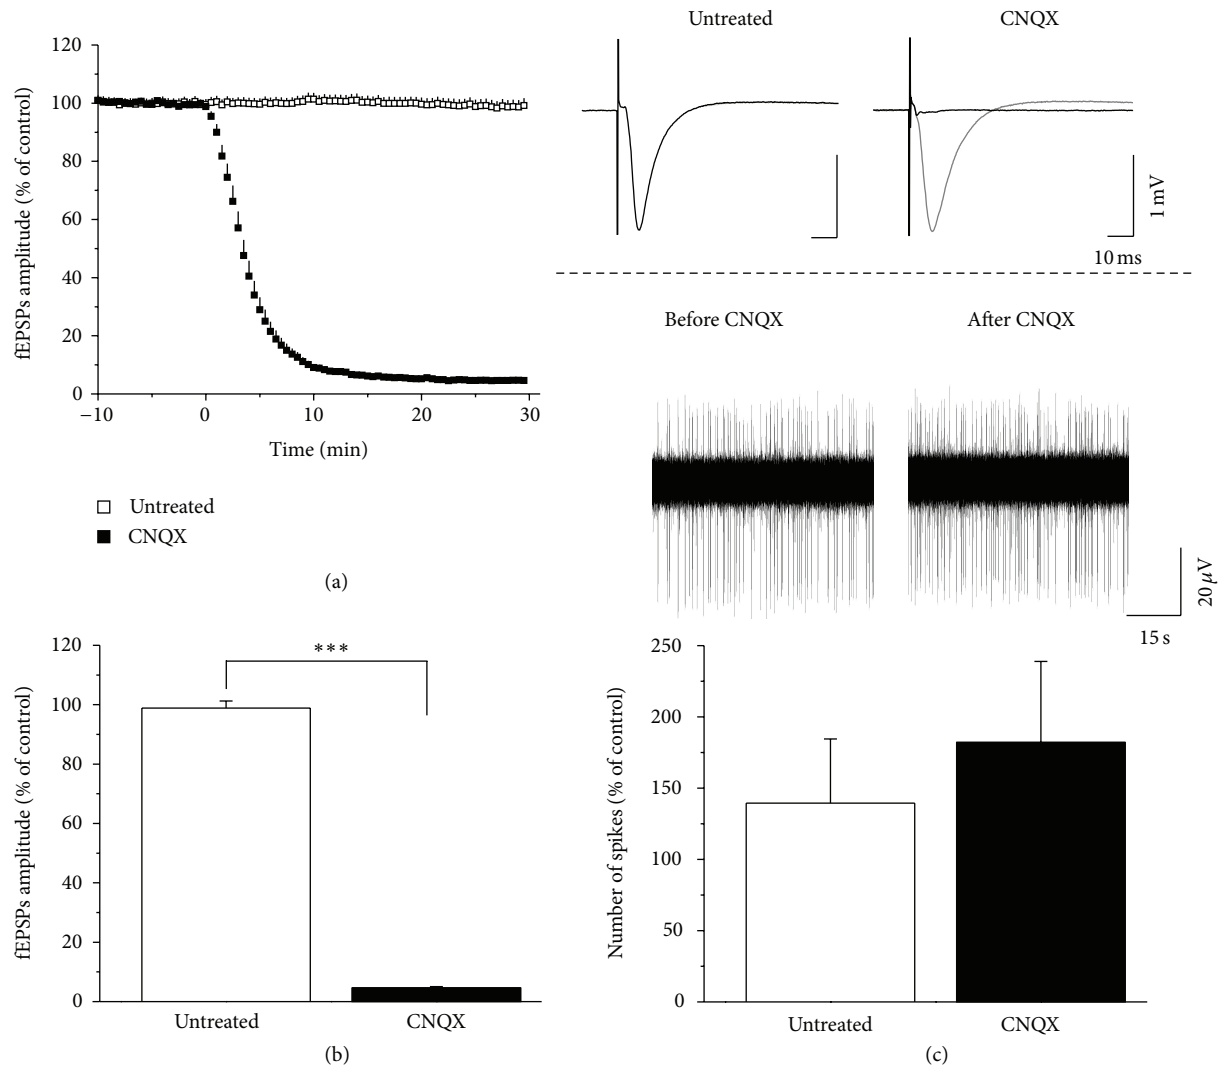 120
100
80
60
40
20
0
fEPSPs amplitude (% of control)
−10
0
10
20
30
Time (min)
Untreated
CNQX
(a)
Untreated
CNQX
1 mV
10 ms
Before CNQX
After CNQX
20 μV
15 s
120
100
80
60
40
20
0
fEPSPs amplitude (% of control)
***
Untreated
CNQX
(b)
250
200
150
100
50
0
Number of spikes (% of control)
Untreated
CNQX
(c)